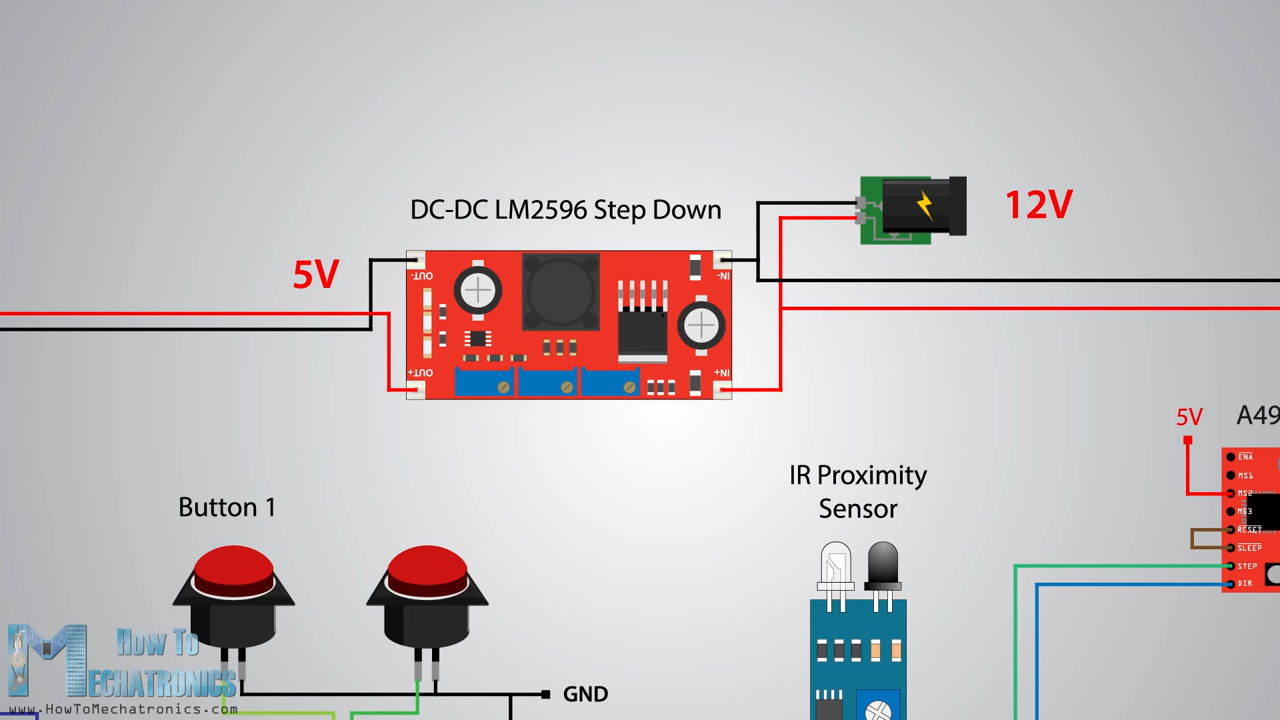 DC-DC LM2596 Step Down
12V
5V
OUT-
IN-
OUT+
IN+
5V
A49
ENA
MS1
MS2
MS3
RESET
SLEEP
STEP
DIR
IR Proximity
Sensor
Button 1
GND
How To
MECHATRONICS
www.HowToMechatronics.com